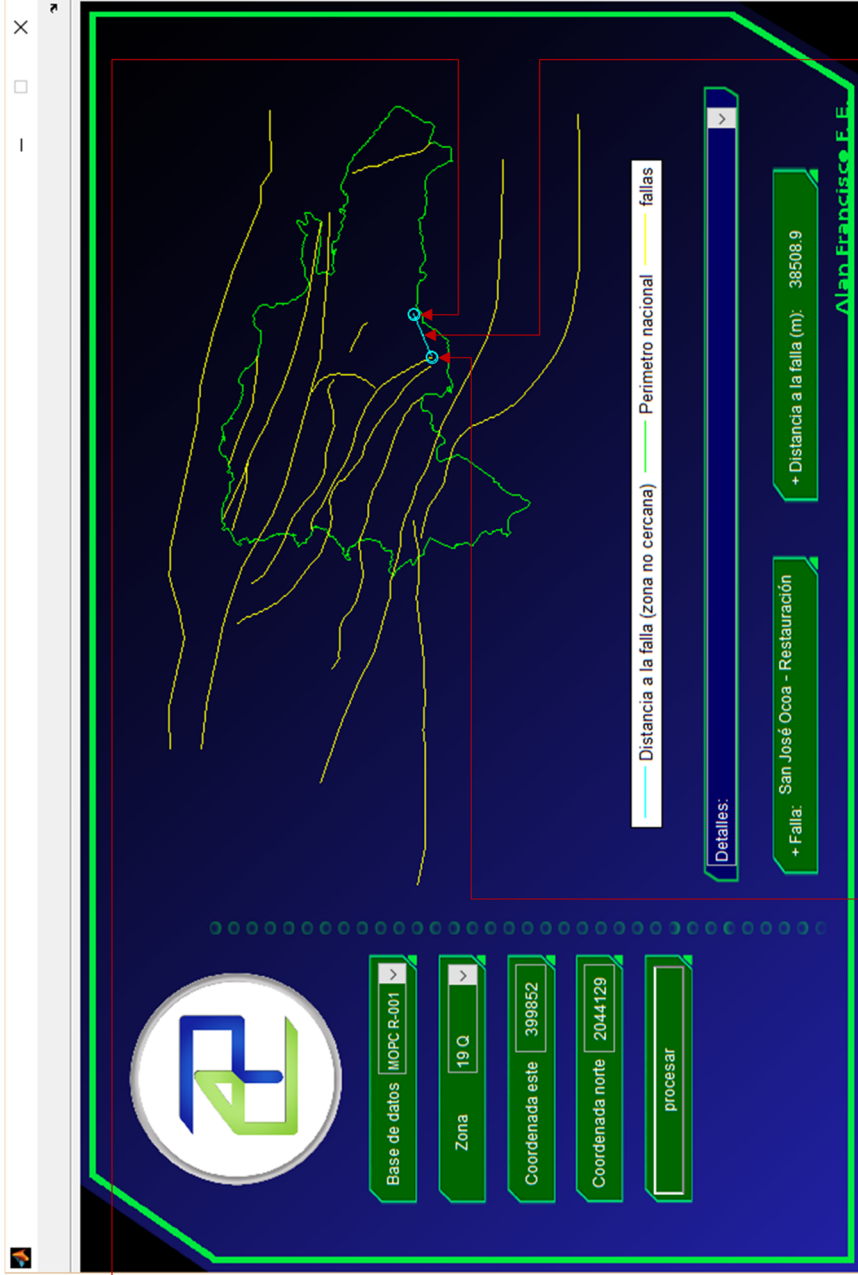 Base de datos MOPC R-001
Zona 19 Q
Coordenada este 399852
Coordenada norte 2044129
procesar
Distancia a la falla (zona no cercana) Perimetro nacional fallas
Detalles:
+ Falla: San José Ocoa - Restauración
+ Distancia a la falla (m): 38508.9
Alan Francisco F. E.